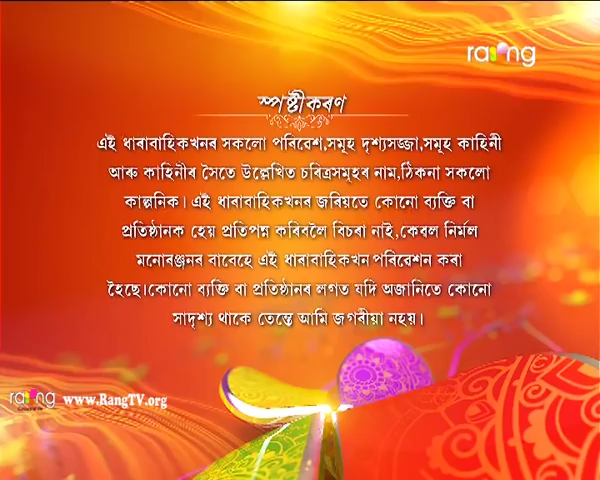 rang
স্পষ্টীকৰণ
এই ধাৰাবাহিকখনৰ সকলো পৰিৱেশ,সমূহ দৃশ্যসজ্জা,সমূহ কাহিনী
আৰু কাহিনীৰ সৈতে উল্লেখিত চৰিত্ৰসমূহৰ নাম,ঠিকনা সকলো
কাল্পনিক। এই ধাৰাবাহিকখনৰ জৰিয়তে কোনো ব্যক্তি বা
প্ৰতিষ্ঠানক হেয় প্ৰতিপন্ন কৰিবলৈ বিচৰা নাই,কেৱল নিৰ্মল
মনোৰঞ্জনৰ বাবেহে এই ধাৰাবাহিকখন পৰিৱেশন কৰা
হৈছে।কোনো ব্যক্তি বা প্ৰতিষ্ঠানৰ লগত যদি অজানিতে কোনো
সাদৃশ্য থাকে তেন্তে আমি জগৰীয়া নহয়।
rang www.RangTV.org